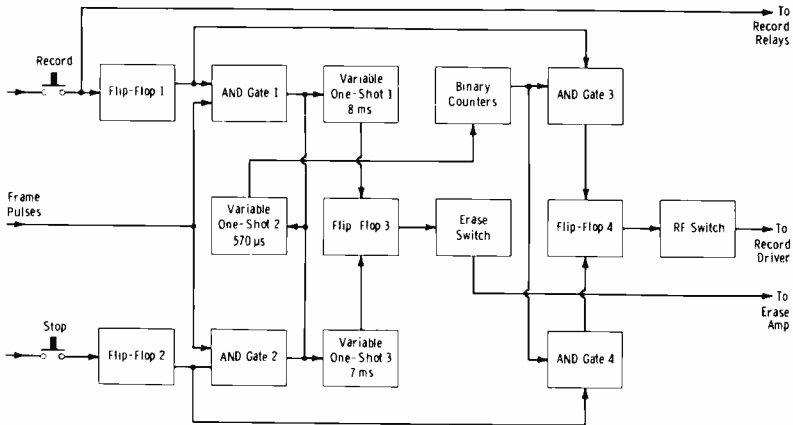 To
Record
Relays
Record
Flip-Flop 1
AND Gate 1
Variable
One-Shot 1
8 ms
Binary
Counters
AND Gate 3
Frame
Pulses
Variable
One-Shot 2
570 µs
Flip Flop 3
Erase
Switch
Flip-Flop 4
RF Switch
To
Record
Driver
To
Erase
Amp
Stop
Flip-Flop 2
AND Gate 2
Variable
One-Shot 3
7 ms
AND Gate 4